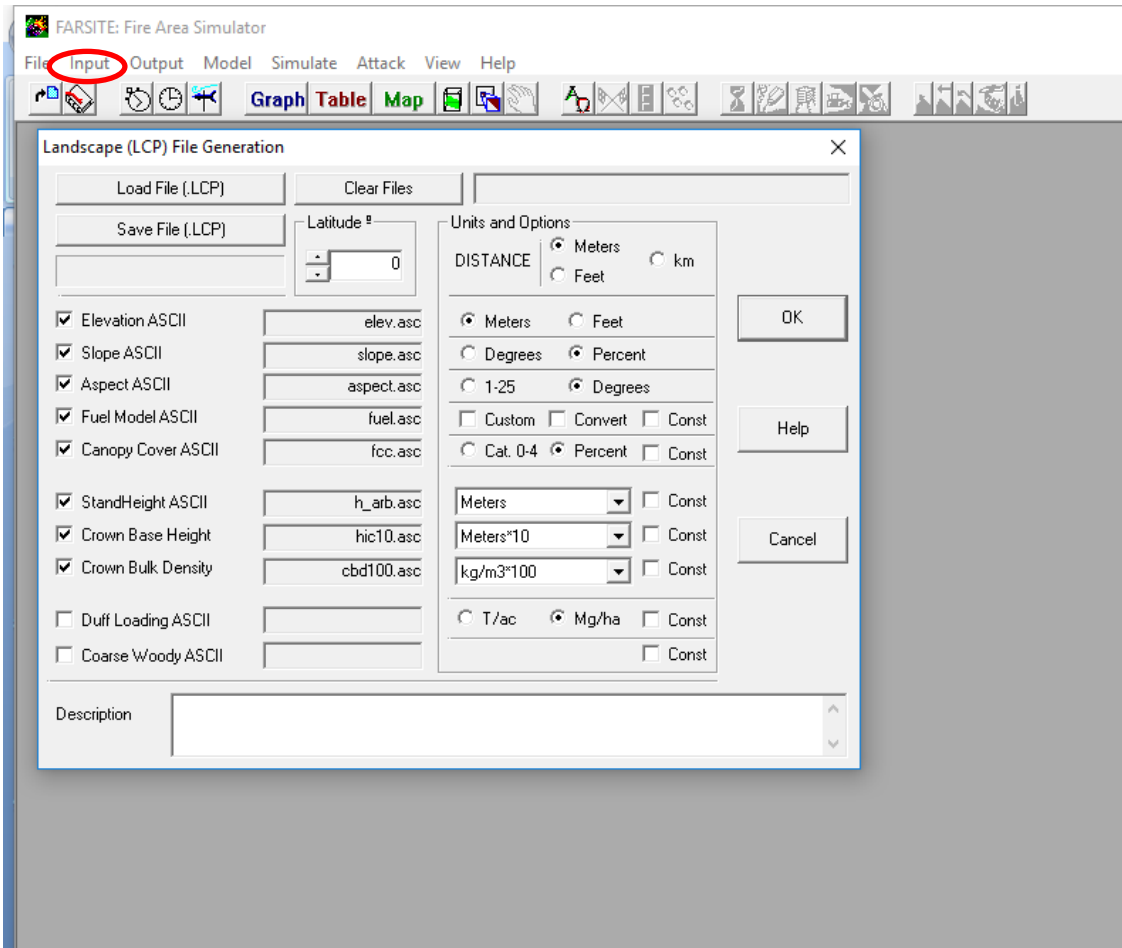 FARSITE: Fire Area Simulator
File Input Output Model Simulate Attack View Help
Graph Table Map AΩ
Landscape (LCP) File Generation
Load File (.LCP) Clear Files
Save File (.LCP) Latitude º Units and Options
0 DISTANCE Meters km
Feet
Elevation ASCII elev.asc Meters Feet OK
Slope ASCII slope.asc Degrees Percent
Aspect ASCII aspect.asc 1-25 Degrees
Fuel Model ASCII fuel.asc Custom Convert Const Help
Canopy Cover ASCII fcc.asc Cat. 0-4 Percent Const
StandHeight ASCII h_arb.asc Meters Const
Crown Base Height hic10.asc Meters*10 Const Cancel
Crown Bulk Density cbd100.asc kg/m3*100 Const
Duff Loading ASCII T/ac Mg/ha Const
Coarse Woody ASCII Const
Description